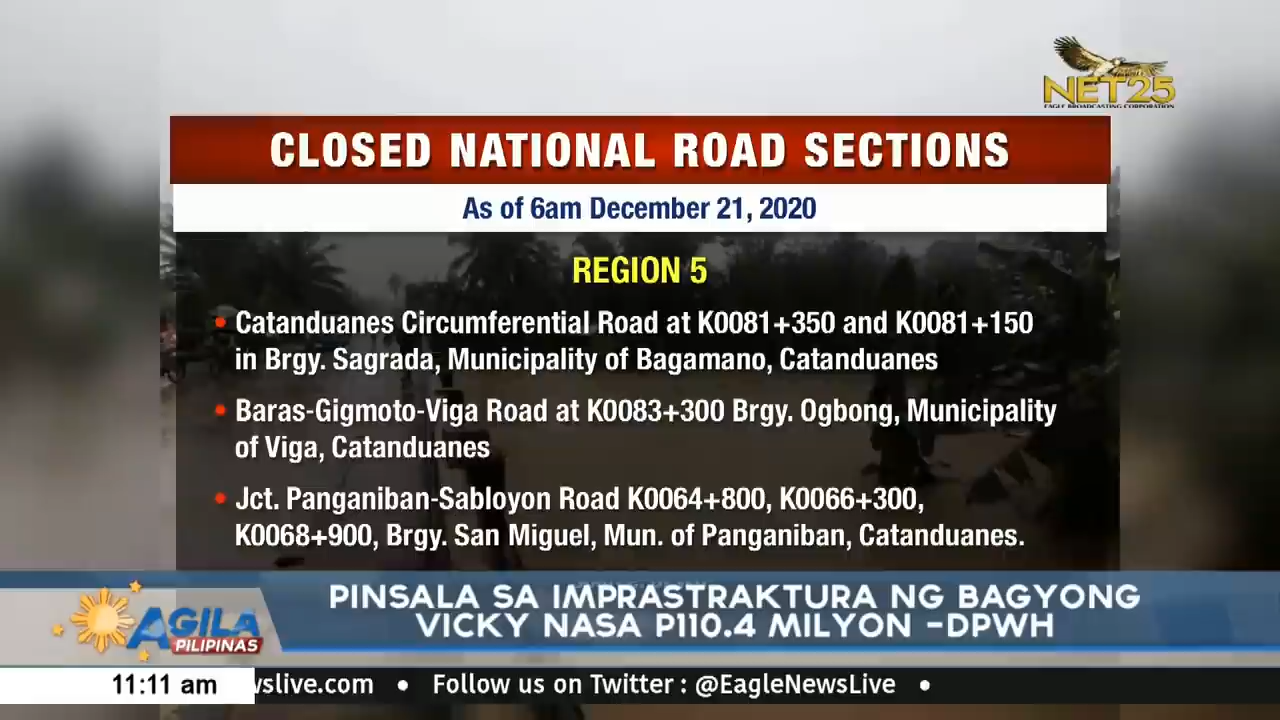 NET25
EAGLE BROADCASTING CORPORATION
CLOSED NATIONAL ROAD SECTIONS
As of 6am December 21, 2020
REGION 5
• Catanduanes Circumferential Road at K0081+350 and K0081+150
in Brgy. Sagrada, Municipality of Bagamano, Catanduanes
• Baras-Gigmoto-Viga Road at K0083+300 Brgy. Ogbong, Municipality
of Viga, Catanduanes
• Jct. Panganiban-Sabloyon Road K0064+800, K0066+300,
K0068+900, Brgy. San Miguel, Mun. of Panganiban, Catanduanes.
AGILA
PILIPINAS
PINSALA SA IMPRASTRAKTURA NG BAGYONG
VICKY NASA P110.4 MILYON -DPWH
11:11 am
wslive.com • Follow us on Twitter : @EagleNewsLive •